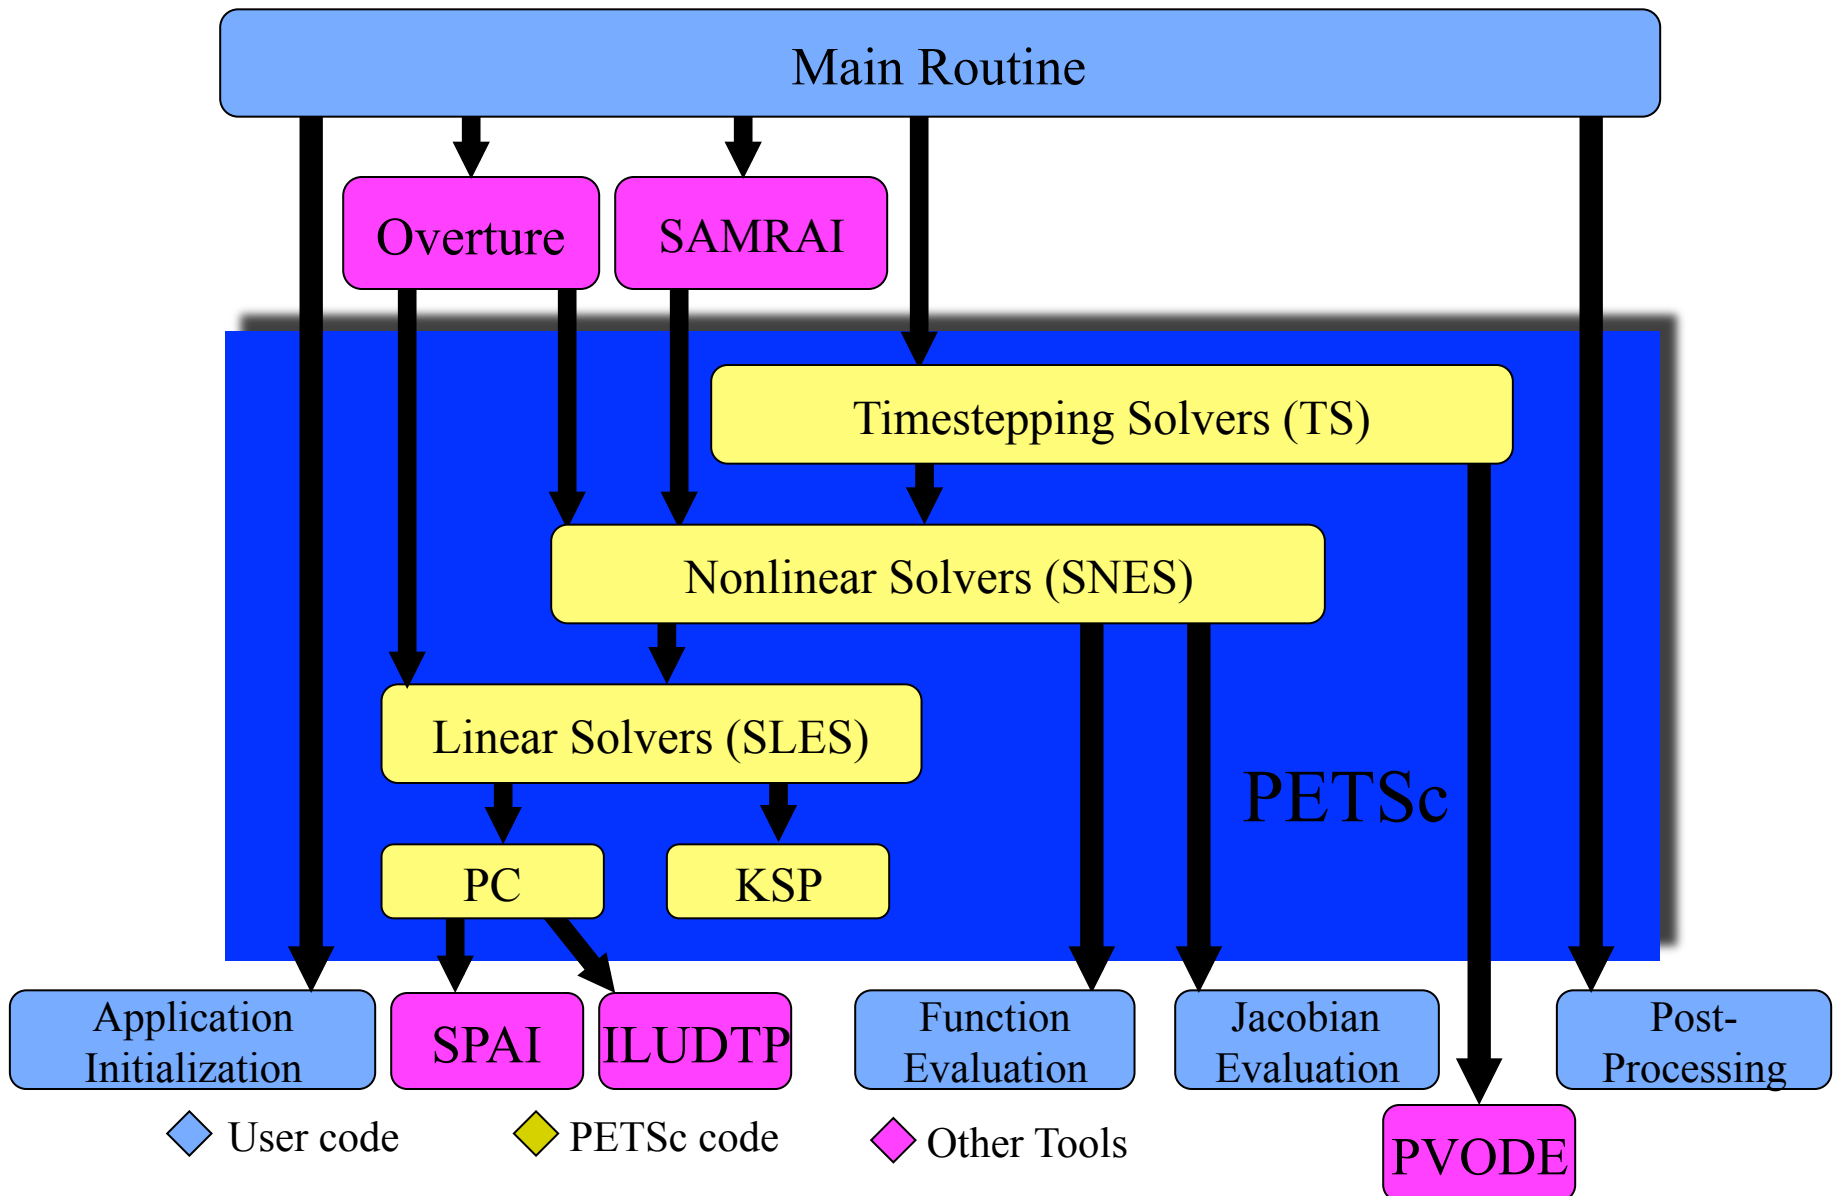 Main Routine
Overture
SAMRAI
Timestepping Solvers (TS)
Nonlinear Solvers (SNES)
Linear Solvers (SLES)
PETSc
PC
KSP
Application
Initialization
SPAI
ILUDTP
Function
Evaluation
Jacobian
Evaluation
Post-
Processing
User code
PETSc code
Other Tools
PVODE